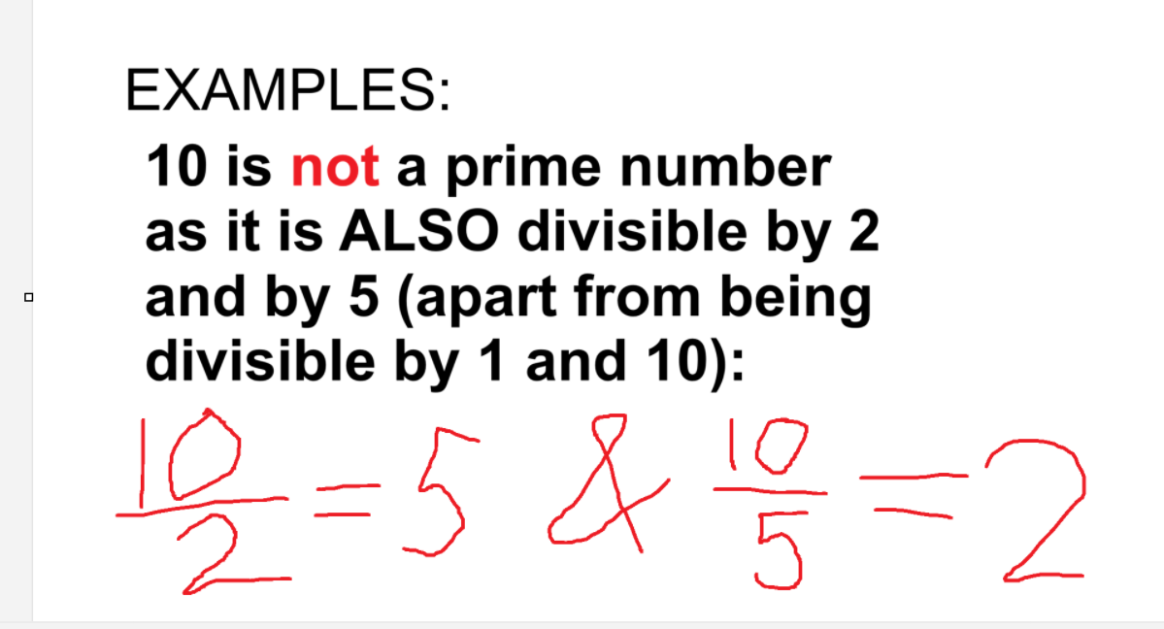 EXAMPLES:
10 is not a prime number
as it is ALSO divisible by 2
and by 5 (apart from being
divisible by 1 and 10):
10/2 = 5 & 10/5 = 2